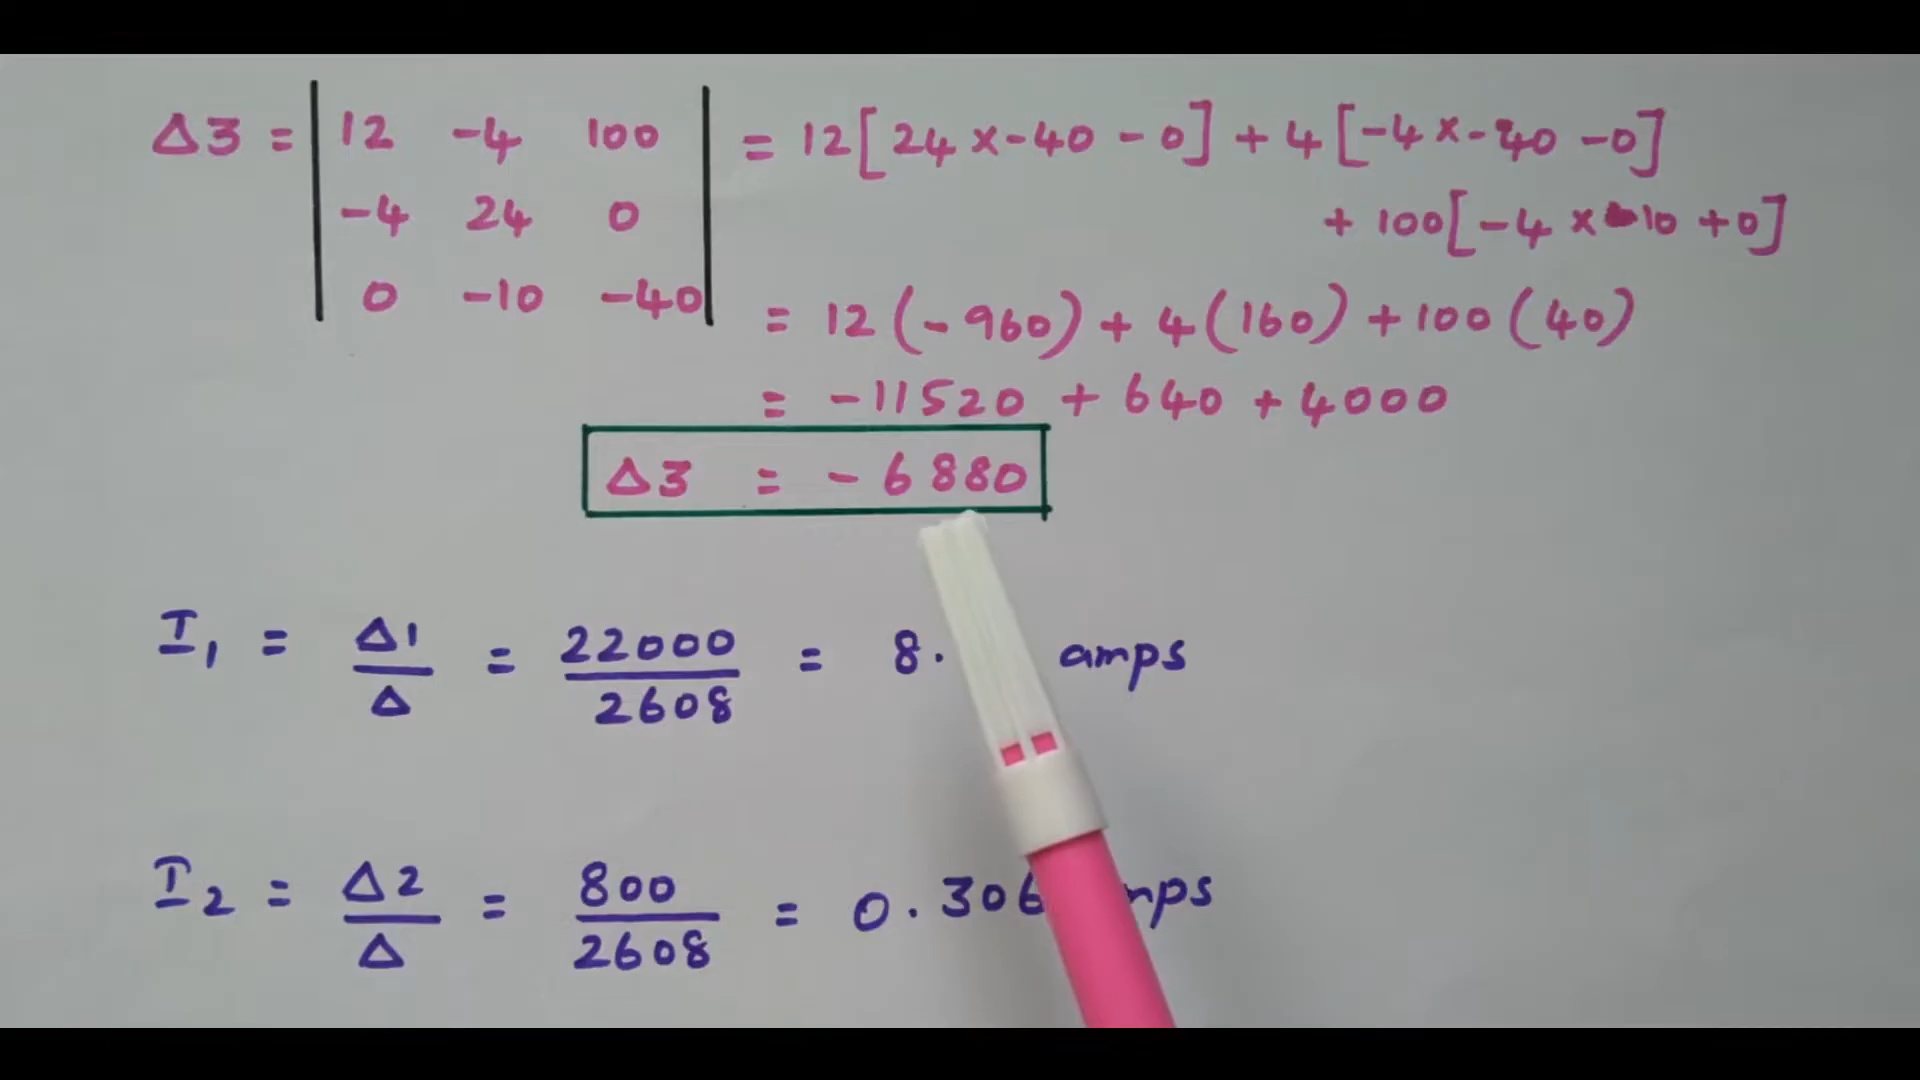 Δ3 = | 12 -4 100 | = 12[24 x -40 - 0] + 4[-4 x -40 - 0]
-4 24 0 + 100[-4 x -10 + 0]
0 -10 -40 = 12(-960) + 4(160) + 100(40)
= -11520 + 640 + 4000
Δ3 = -6880
I1 = Δ1/Δ = 22000/2608 = 8. amps
I2 = Δ2/Δ = 800/2608 = 0.306